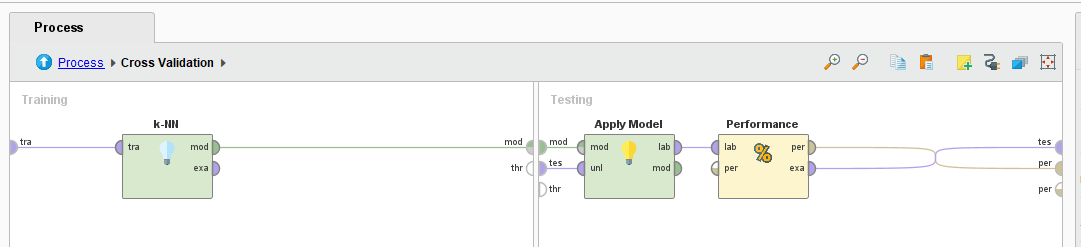 Process
Process Cross Validation
Training
Testing
k-NN
Apply Model
Performance
tra
tra mod
mod
mod
mod lab
lab per
tes
exa
thr
tes
unl mod
per exa
per
thr
per